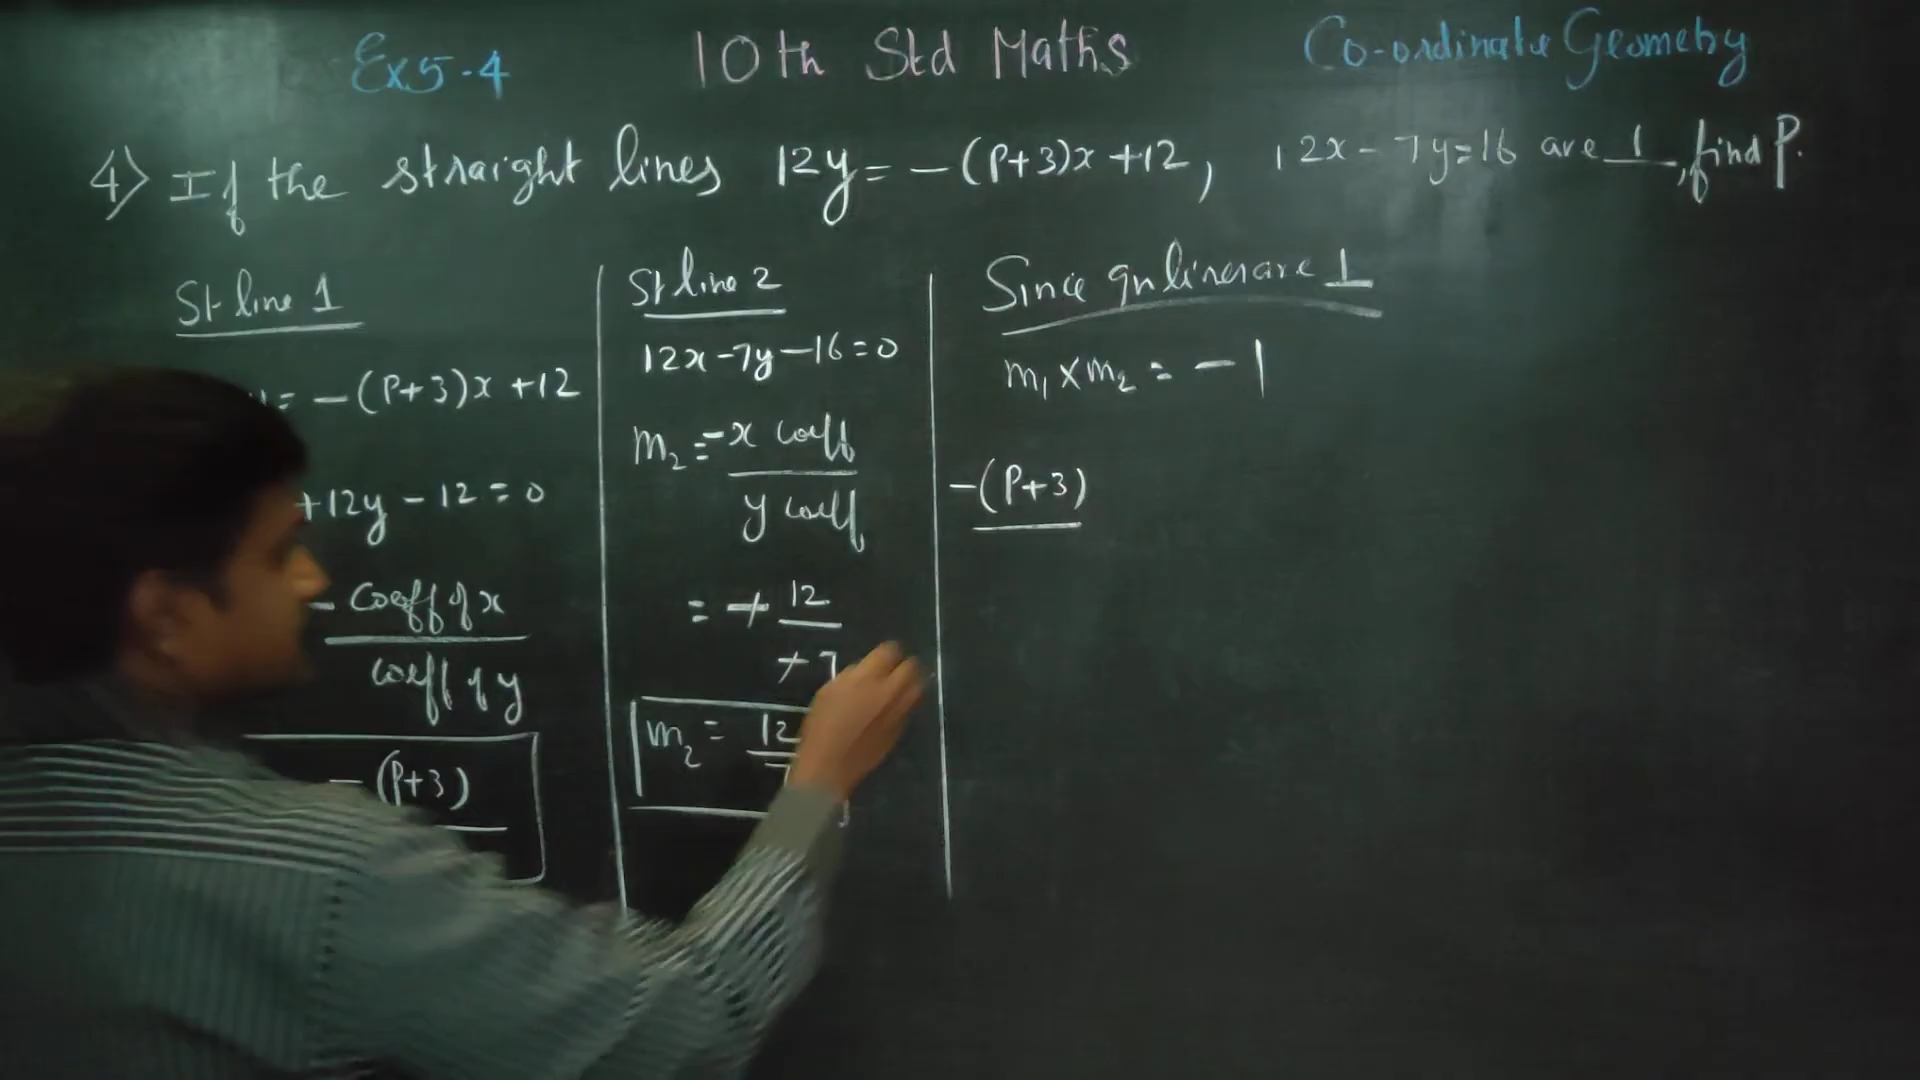 Ex5-4
10th Std Maths
Co-ordinate Geometry
4) If the straight lines 12y = -(P+3)x +12, 12x - 7y = 16 are ⊥, find P.
St line 1
= -(P+3)x +12
+12y - 12 = 0
- Coeff of x
coeff of y
- (P+3)
St line 2
12x - 7y - 16 = 0
m₂ = -x coeff
y coeff
= + 12
+ 7
m₂ = 12
Since gn lines are ⊥
m₁ × m₂ = - 1
-(P+3)